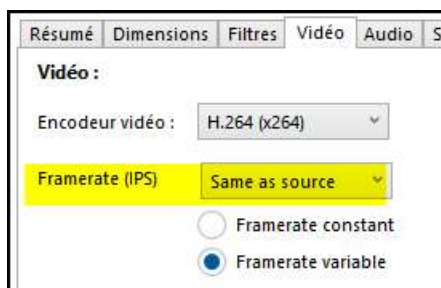 Résumé Dimensions Filtres Vidéo Audio S
Vidéo :
Encodeur vidéo : H.264 (x264)
Framerate (IPS) Same as source
Framerate constant
Framerate variable